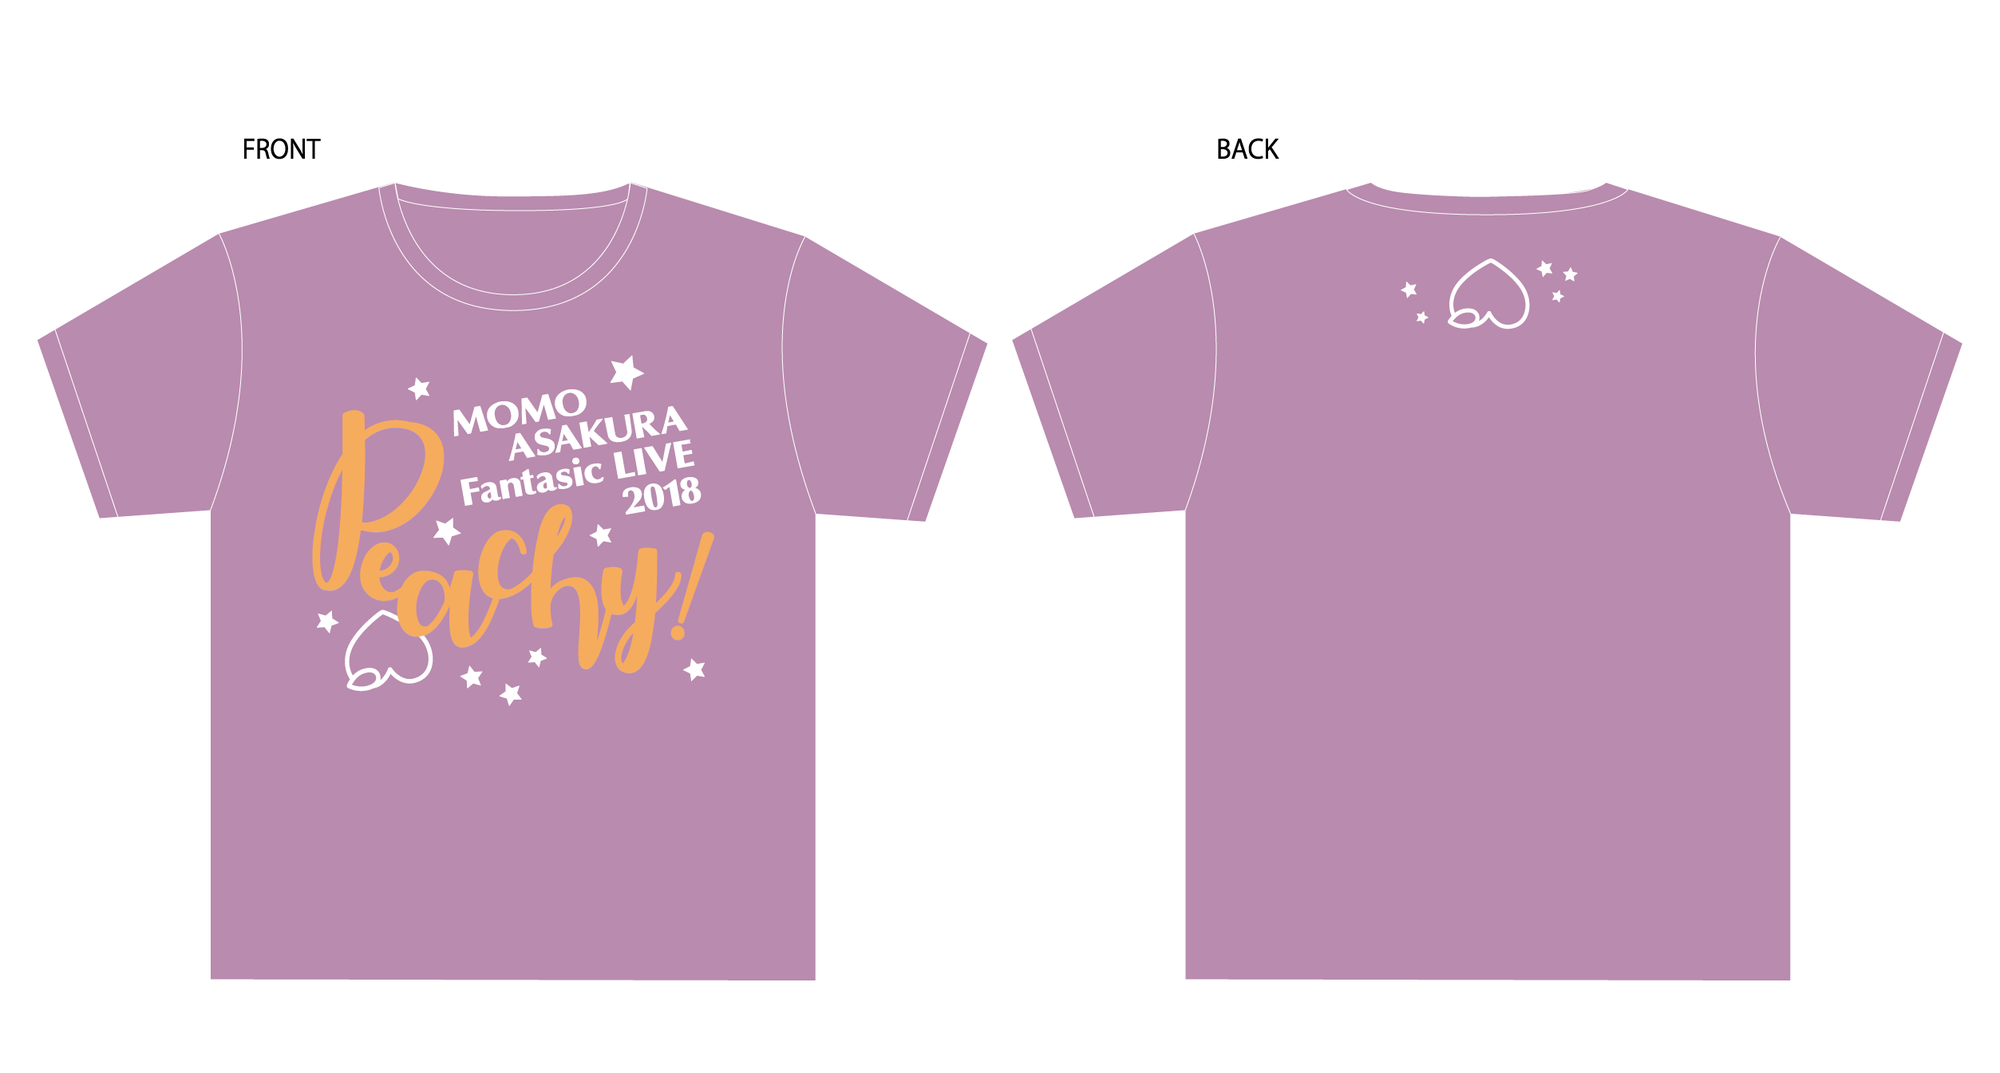 FRONT
MOMO
ASAKURA
Fantasic LIVE
2018
Peachy!
BACK